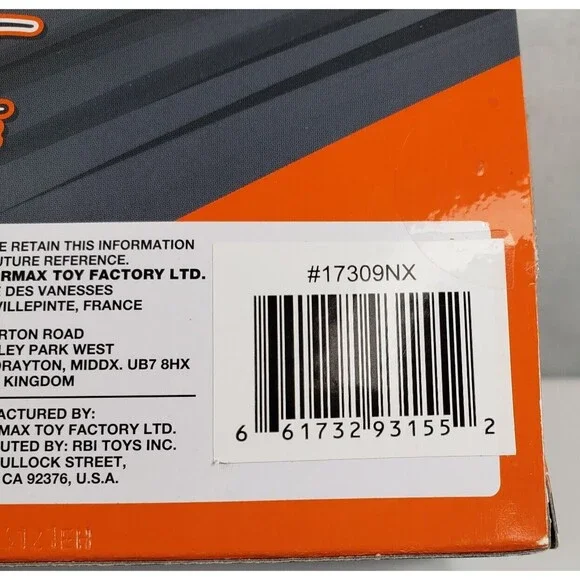 E RETAIN THIS INFORMATION
UTURE REFERENCE.
RMAX TOY FACTORY LTD.
E DES VANESSES
VILLEPINTE, FRANCE
RTON ROAD
LEY PARK WEST
DRAYTON, MIDDX. UB7 8HX
KINGDOM
ACTURED BY:
MAX TOY FACTORY LTD.
UTED BY: RBI TOYS INC.
ULLOCK STREET,
CA 92376, U.S.A.
#17309NX
6 61732 93155 2